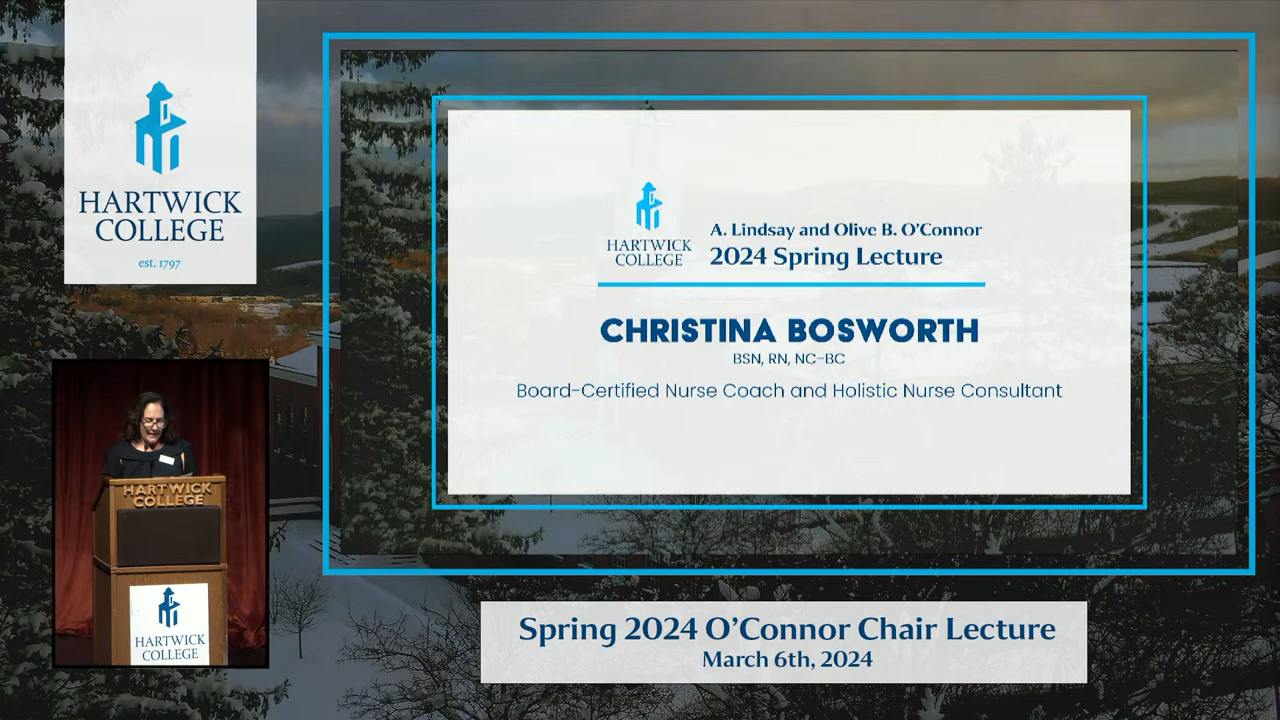 HARTWICK
COLLEGE
est. 1797
HARTWICK
COLLEGE
A. Lindsay and Olive B. O'Connor
2024 Spring Lecture
CHRISTINA BOSWORTH
BSN, RN, NC-BC
Board-Certified Nurse Coach and Holistic Nurse Consultant
HARTWICK
COLLEGE
HARTWICK
COLLEGE
Spring 2024 O'Connor Chair Lecture
March 6th, 2024